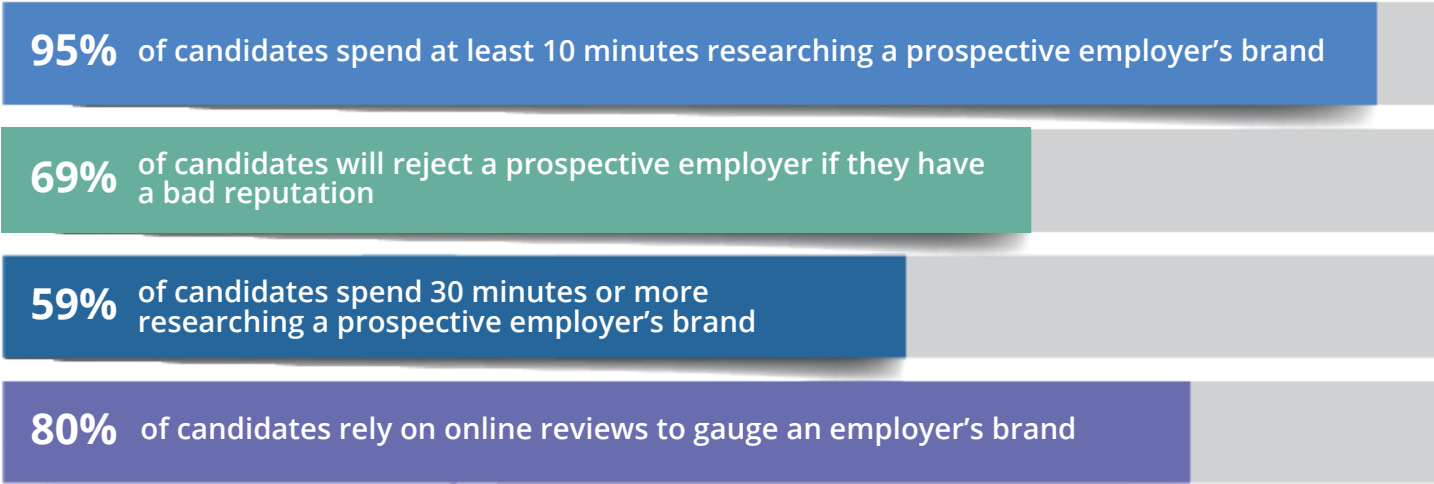 95% of candidates spend at least 10 minutes researching a prospective employer’s brand
69% of candidates will reject a prospective employer if they have
a bad reputation
59% of candidates spend 30 minutes or more
researching a prospective employer’s brand
80% of candidates rely on online reviews to gauge an employer’s brand